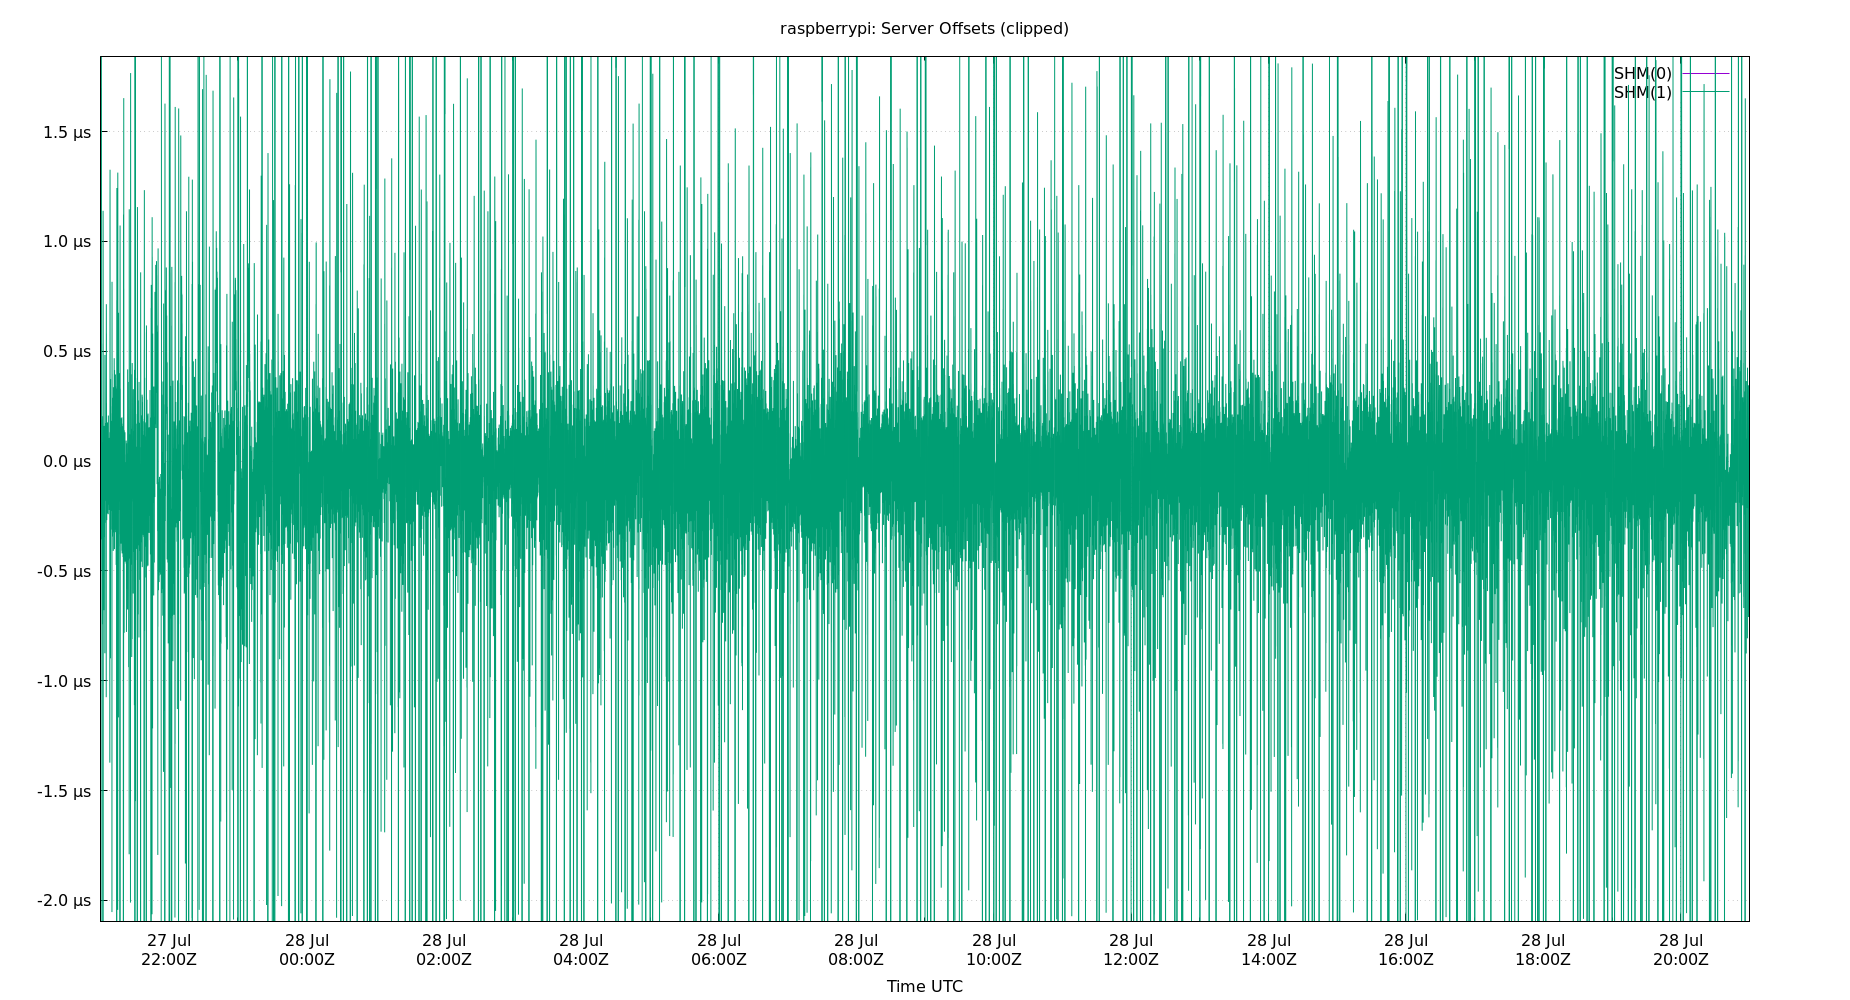 raspberrypi: Server Offsets (clipped)
SHM(0)
SHM(1)
1.5 µs
1.0 µs
0.5 µs
0.0 µs
-0.5 µs
-1.0 µs
-1.5 µs
-2.0 µs
27 Jul 28 Jul 28 Jul 28 Jul 28 Jul 28 Jul 28 Jul 28 Jul 28 Jul 28 Jul 28 Jul 28 Jul
22:00Z 00:00Z 02:00Z 04:00Z 06:00Z 08:00Z 10:00Z 12:00Z 14:00Z 16:00Z 18:00Z 20:00Z
Time UTC